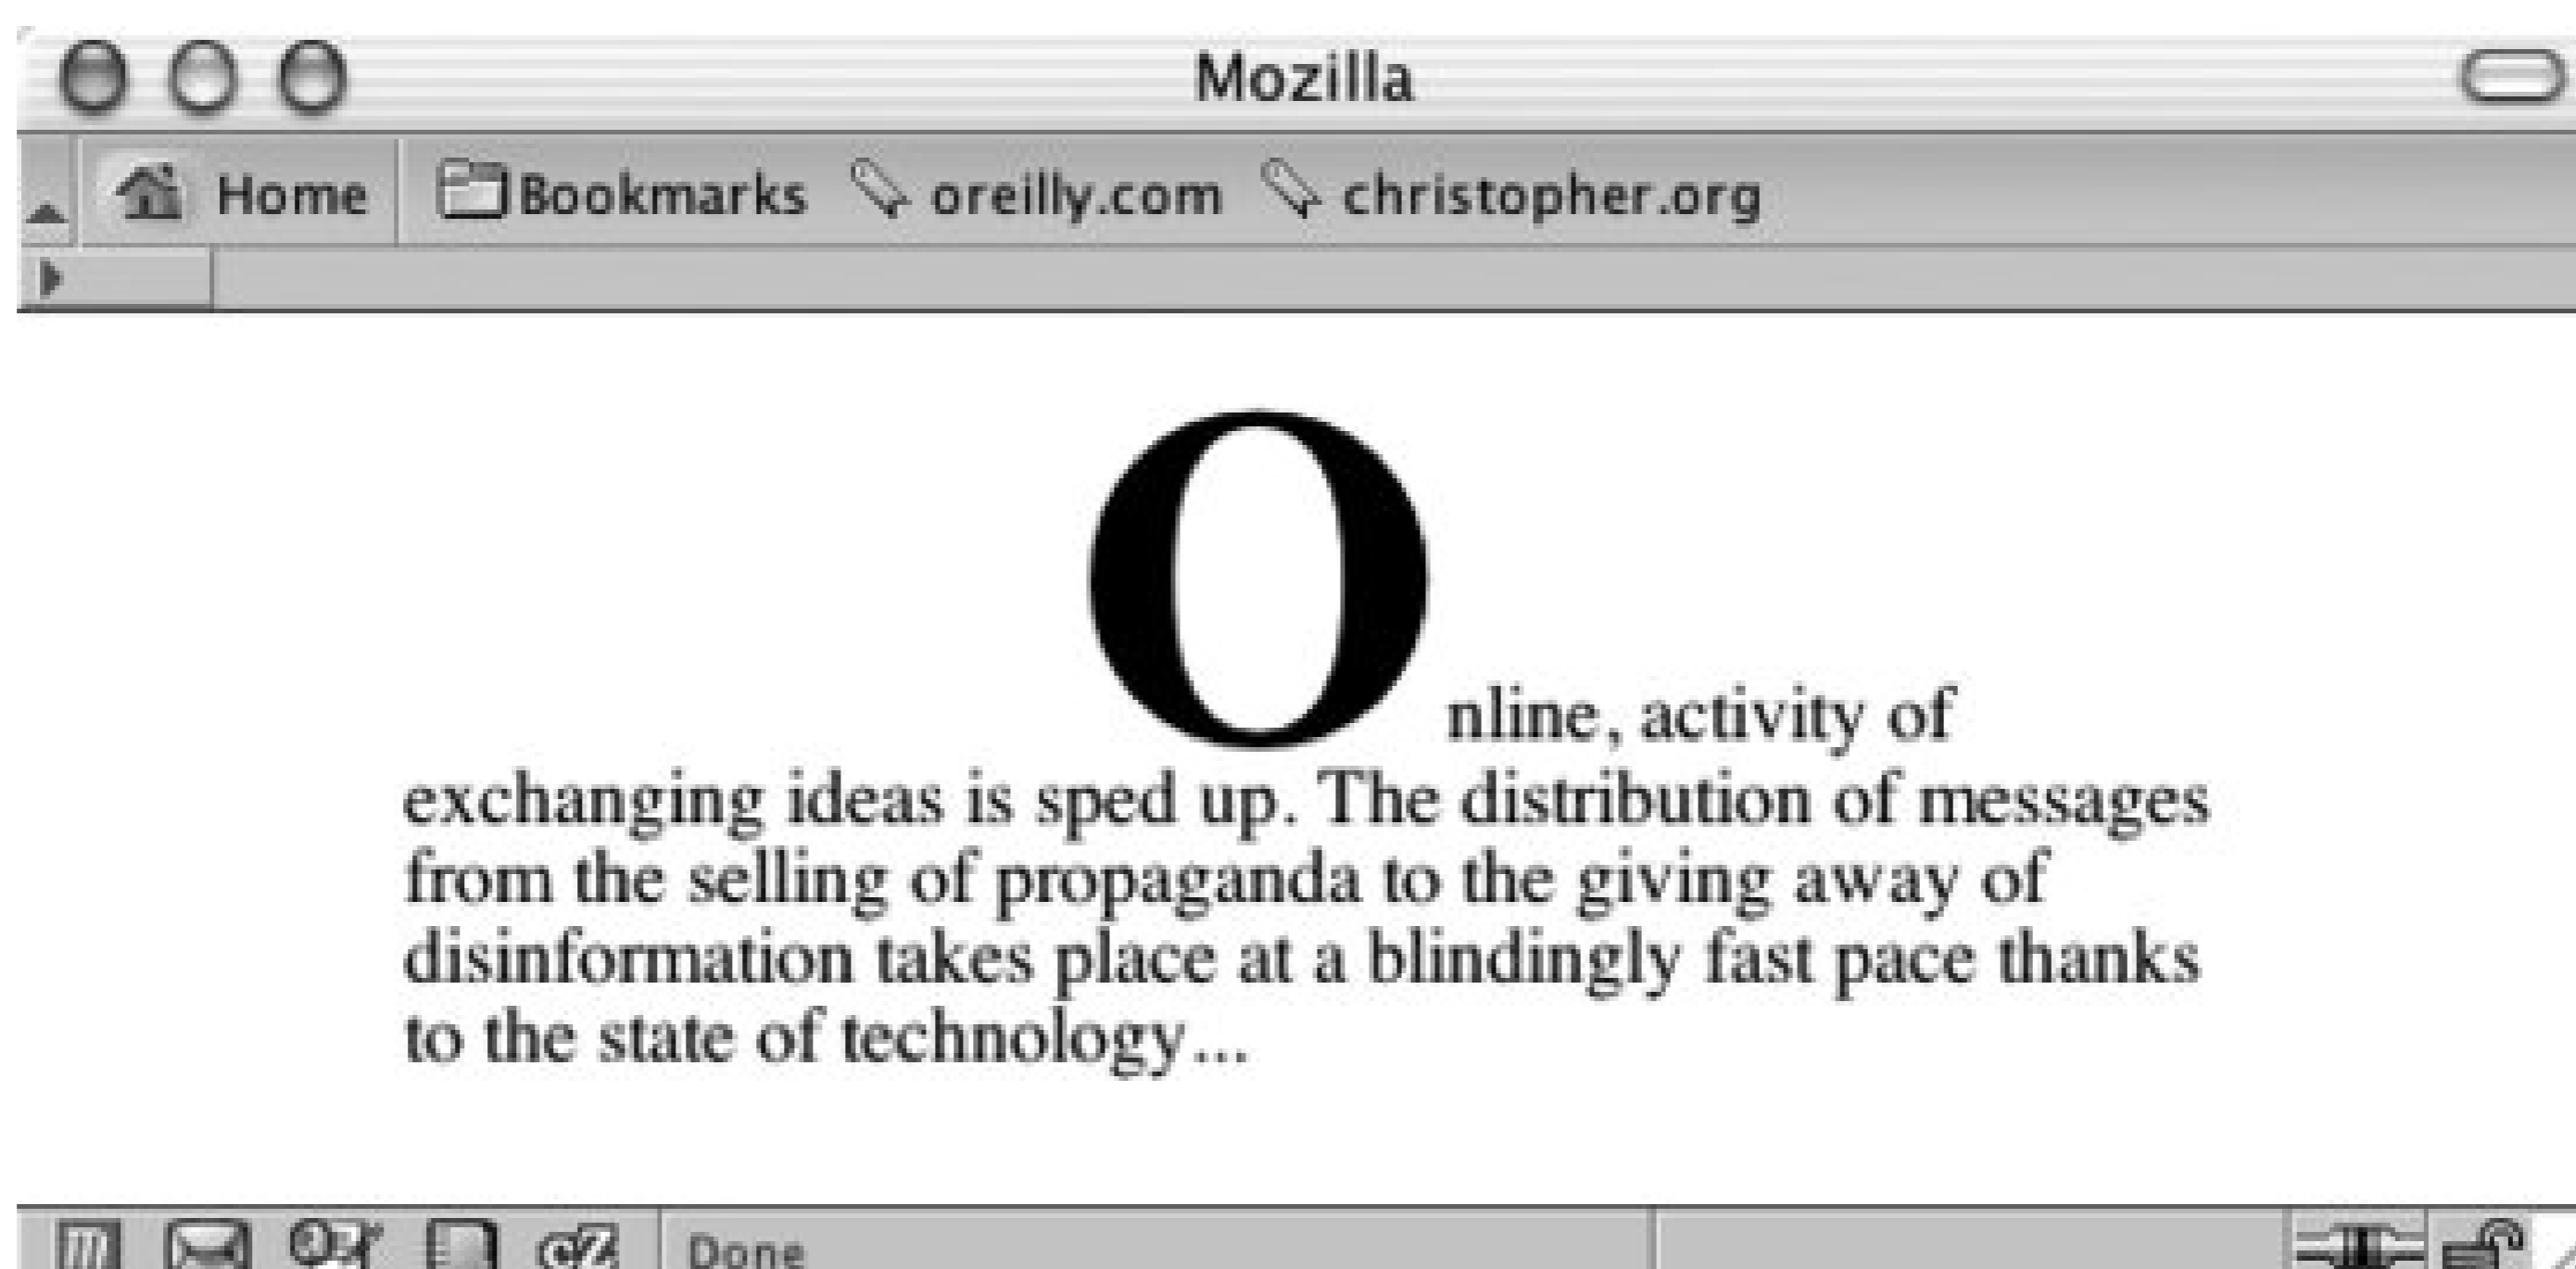 Mozilla
Home Bookmarks oreilly.com christopher.org
Online, activity of
exchanging ideas is sped up. The distribution of messages
from the selling of propaganda to the giving away of
disinformation takes place at a blindingly fast pace thanks
to the state of technology...
Done